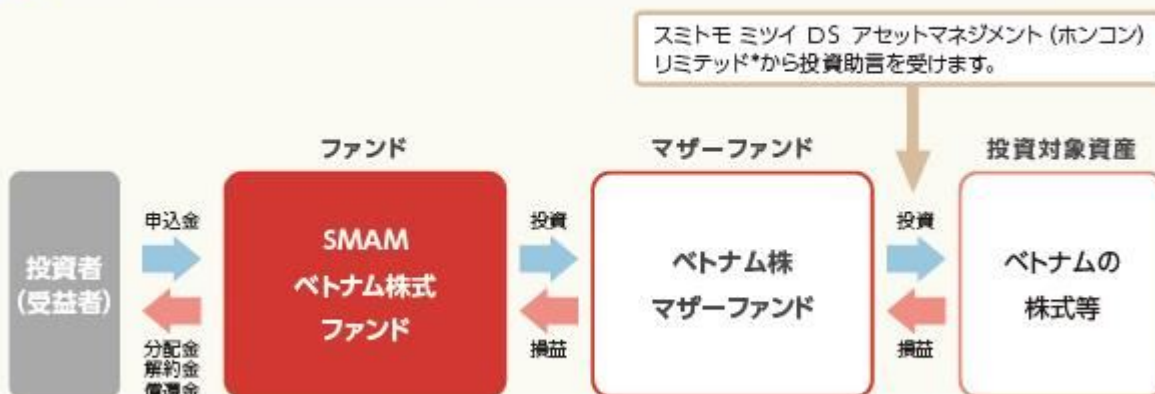 スミトモ ミツイ DS アセットマネジメント (ホンコン)
リミテッド*から投資助言を受けます。
ファンド
マザーファンド
投資対象資産
投資者
(受益者)
申込金
分配金
解約金
償還金
SMAM
ベトナム株式
ファンド
投資
損益
ベトナム株
マザーファンド
投資
損益
ベトナムの
株式等